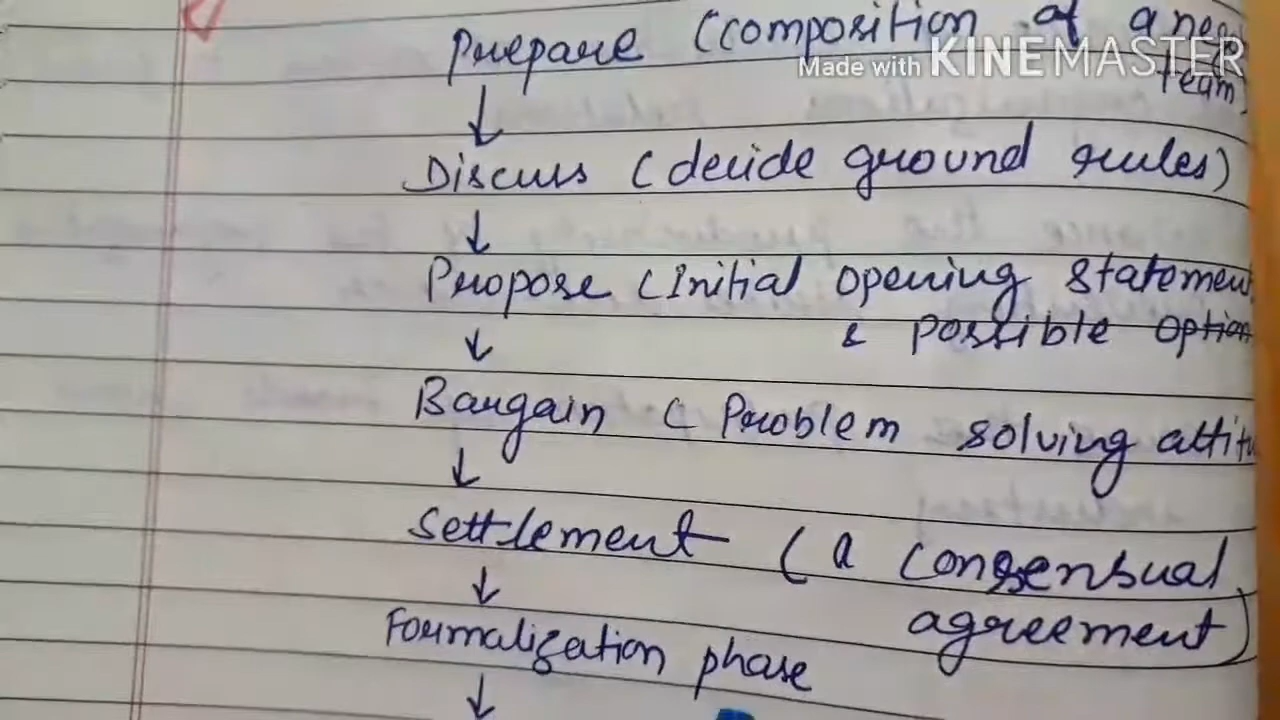 Prepare (composition of a
Made with KINEMASTER
Team)
↓
Discuss (decide ground rules)
↓
Propose (Initial opening statement
& possible option
↓
Bargain ( Problem solving
↓
Settlement ( a consensual
agreement)
↓
Formalization phase
↓